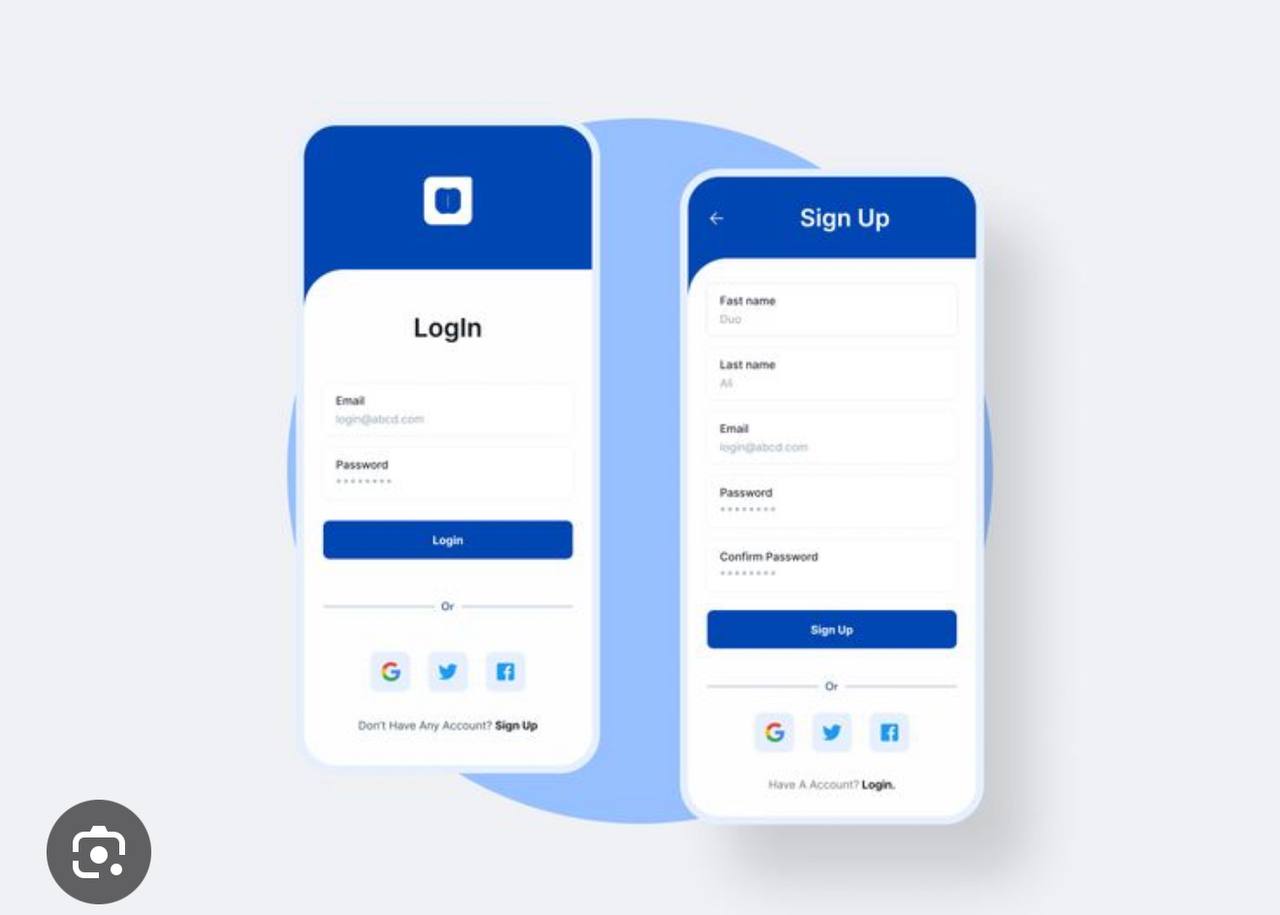 LogIn
Email
login@abcd.com
Password
********
Login
Or
Don't Have Any Account? Sign Up
Sign Up
Fast name
Duo
Last name
Ali
Email
login@abcd.com
Password
********
Confirm Password
********
Sign Up
Or
Have A Account? Login.